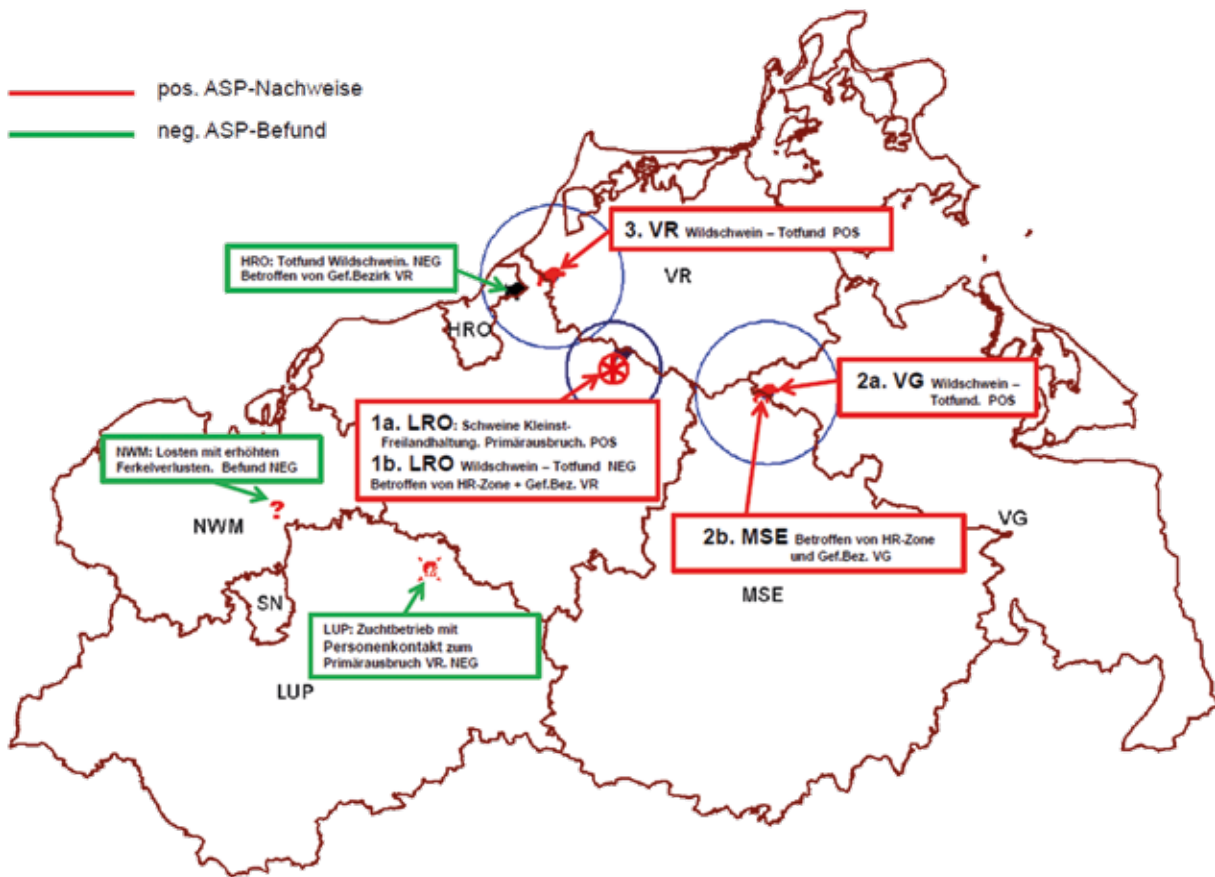 pos. ASP-Nachweise
neg. ASP-Befund
3. VR Wildschwein – Totfund POS
HRO: Totfund Wildschwein. NEG
Betroffen von Gef.Bezirk VR
VR
HRO
2a. VG Wildschwein –
Totfund. POS
1a. LRO: Schweine Kleinst-
Freilandhaltung. Primärausbruch. POS
1b. LRO Wildschwein – Totfund NEG
Betroffen von HR-Zone + Gef.Bez. VR
NWM: Losten mit erhöhten
Ferkelverlusten. Befund NEG
?
NWM
VG
2b. MSE Betroffen von HR-Zone
und Gef.Bez. VG
MSE
SN
LUP: Zuchtbetrieb mit
Personenkontakt zum
Primärausbruch VR. NEG
LUP